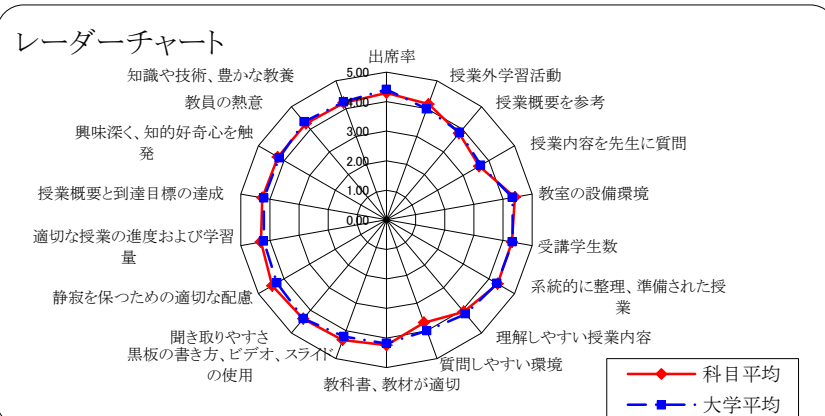 レーダーチャート
出席率
授業外学習活動
授業概要を参考
授業内容を先生に質問
教室の設備環境
受講学生数
系統的に整理、準備された授
業
理解しやすい授業内容
質問しやすい環境
教科書、教材が適切
黒板の書き方、ビデオ、スライド
の使用
聞き取りやすさ
静寂を保つための適切な配慮
適切な授業の進度および学習
量
授業概要と到達目標の達成
興味深く、知的好奇心を触
発
教員の熱意
知識や技術、豊かな教養
5.00
4.00
3.00
2.00
1.00
0.00
科目平均
大学平均